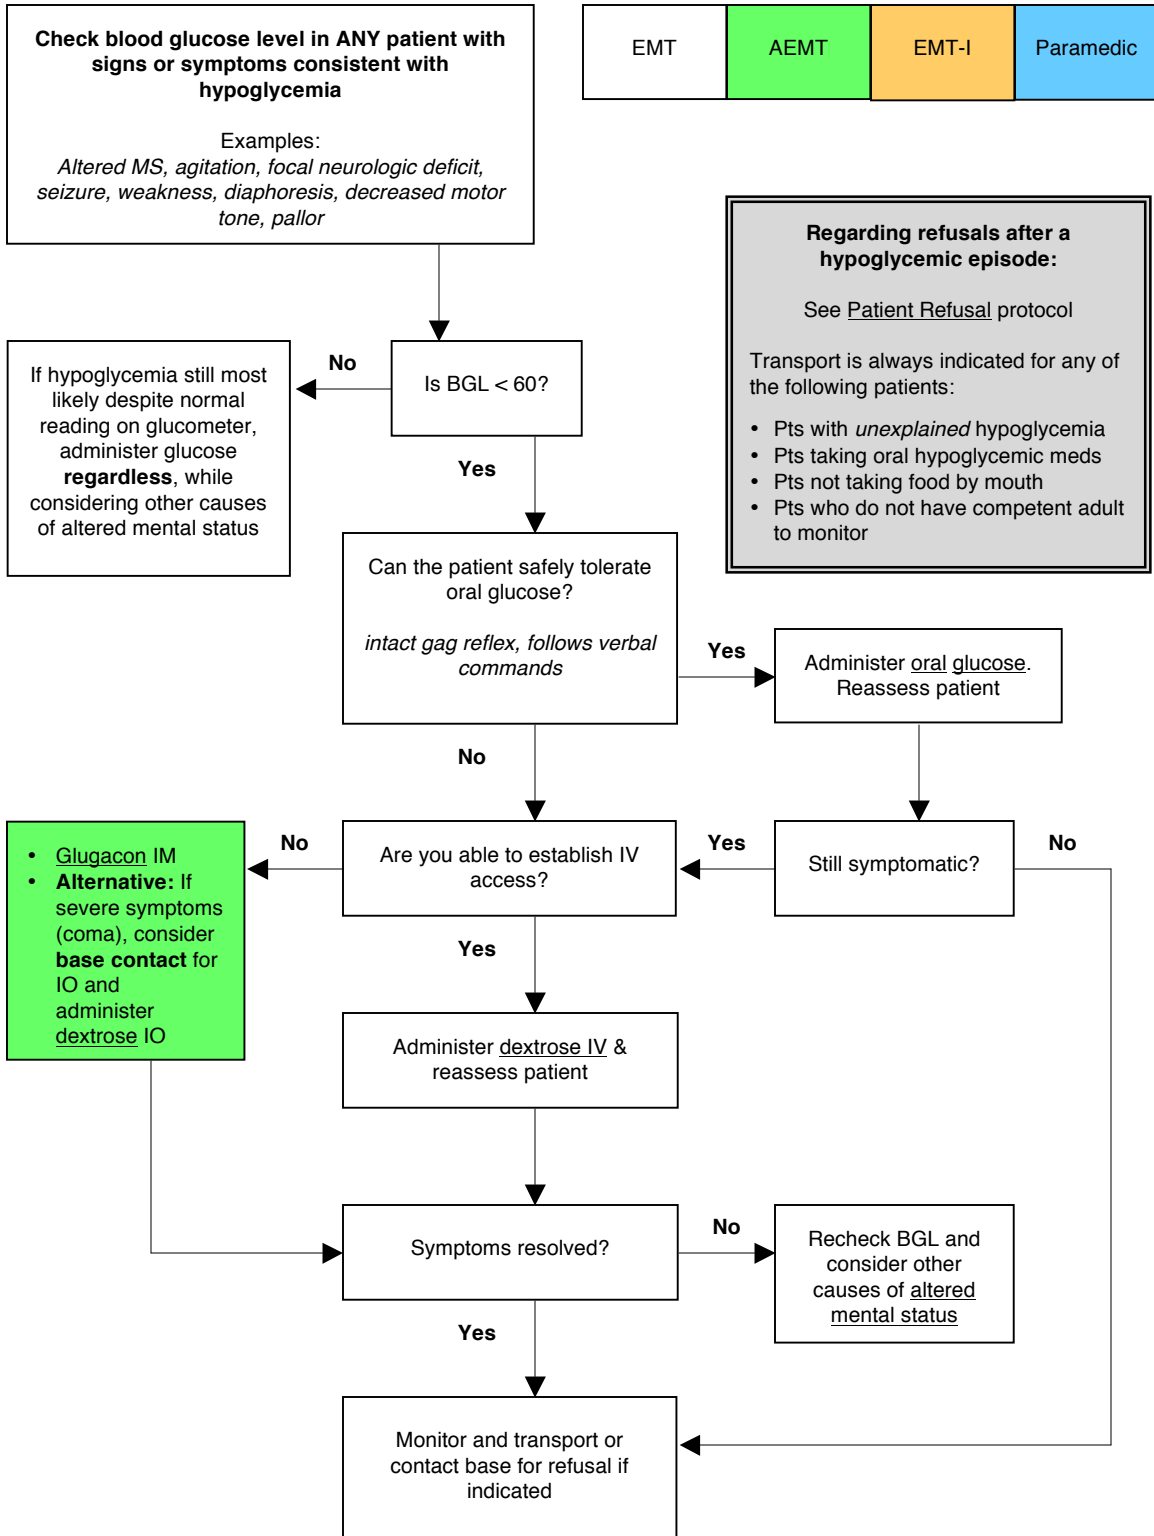 Check blood glucose level in ANY patient with
signs or symptoms consistent with
hypoglycemia
Examples:
Altered MS, agitation, focal neurologic deficit,
seizure, weakness, diaphoresis, decreased motor
tone, pallor
EMT
AEMT
EMT-I
Paramedic
Regarding refusals after a
hypoglycemic episode:
See Patient Refusal protocol
Transport is always indicated for any of
the following patients:
• Pts with unexplained hypoglycemia
• Pts taking oral hypoglycemic meds
• Pts not taking food by mouth
• Pts who do not have competent adult
to monitor
Is BGL < 60?
No
If hypoglycemia still most
likely despite normal
reading on glucometer,
administer glucose
regardless, while
considering other causes
of altered mental status
Yes
Can the patient safely tolerate
oral glucose?
intact gag reflex, follows verbal
commands
Yes
Administer oral glucose.
Reassess patient
No
Still symptomatic?
Yes
No
Are you able to establish IV
access?
No
• Glugacon IM
• Alternative: If
severe symptoms
(coma), consider
base contact for
IO and
administer
dextrose IO
Yes
Administer dextrose IV &
reassess patient
Symptoms resolved?
No
Recheck BGL and
consider other
causes of altered
mental status
Yes
Monitor and transport or
contact base for refusal if
indicated